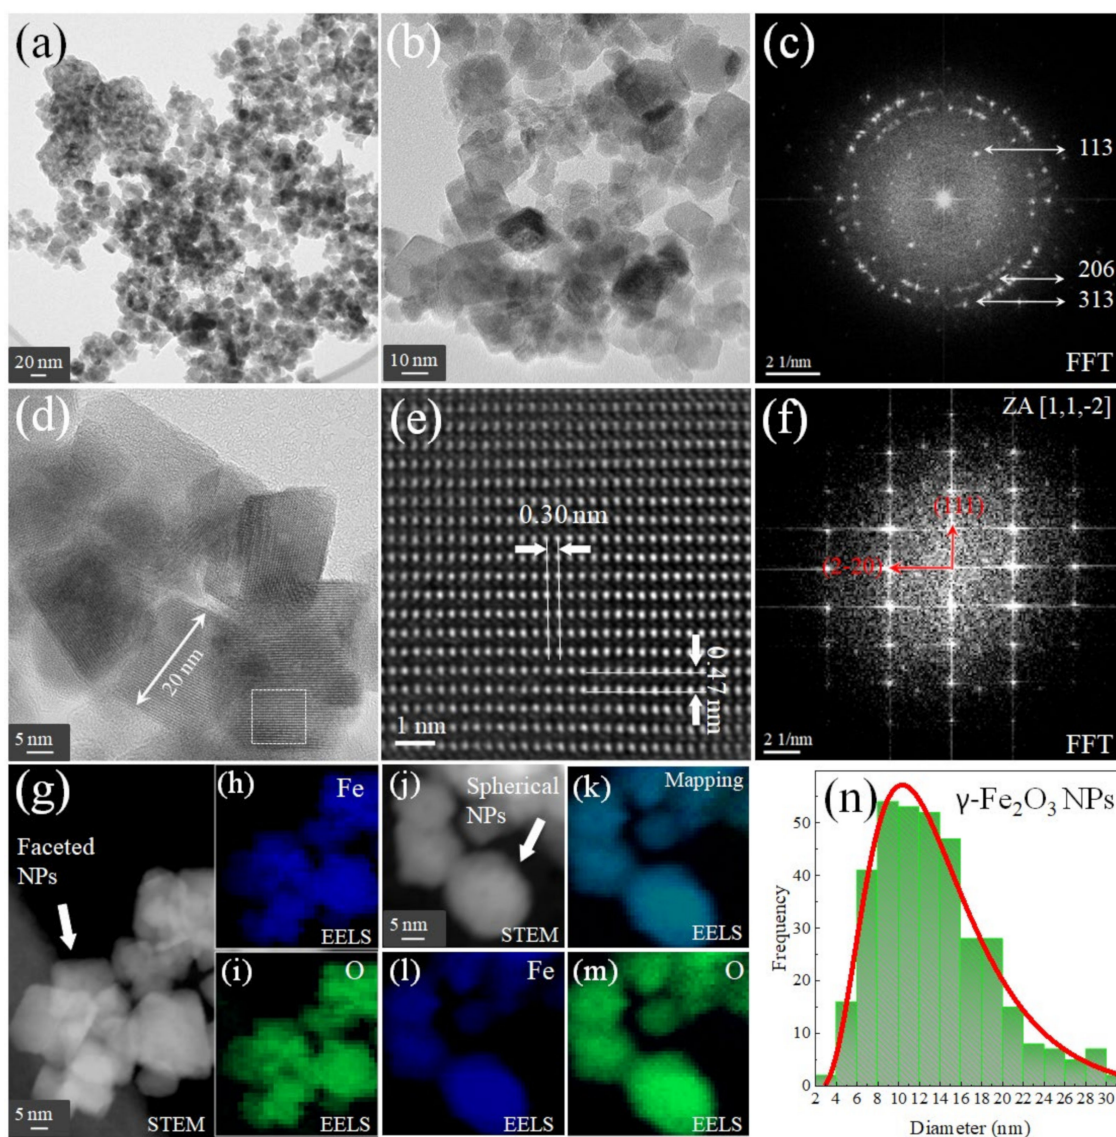 (a)
20 nm
(b)
10 nm
(c)
113
206
313
2 1/nm
FFT
(d)
20 nm
5 nm
(e)
0.30 nm
0.47 nm
1 nm
(f)
ZA [1,1,-2]
(111)
(2-20)
2 1/nm
FFT
(g)
Faceted
NPs
5 nm
STEM
(h)
Fe
EELS
(i)
O
EELS
(j)
Spherical
NPs
5 nm
STEM
(k)
Mapping
EELS
(l)
Fe
EELS
(m)
O
EELS
(n)
γ-Fe₂O₃ NPs
Frequency
50
40
30
20
10
0
2 4 6 8 10 12 14 16 18 20 22 24 26 28 30
Diameter (nm)